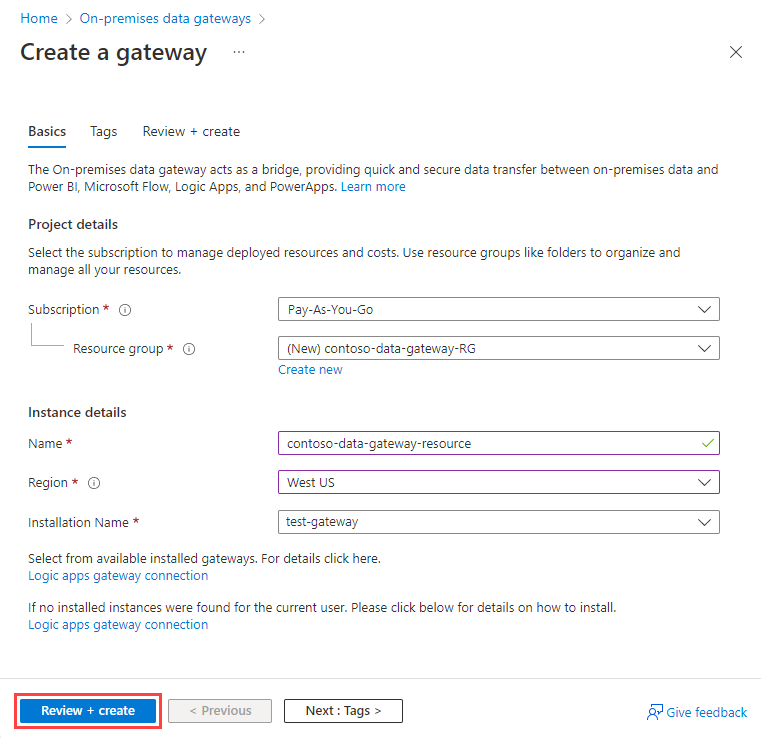 Home > On-premises data gateways >
Create a gateway ...
Basics Tags Review + create
The On-premises data gateway acts as a bridge, providing quick and secure data transfer between on-premises data and
Power BI, Microsoft Flow, Logic Apps, and PowerApps. Learn more
Project details
Select the subscription to manage deployed resources and costs. Use resource groups like folders to organize and
manage all your resources.
Subscription * Pay-As-You-Go
Resource group * (New) contoso-data-gateway-RG
Create new
Instance details
Name * contoso-data-gateway-resource
Region * West US
Installation Name * test-gateway
Select from available installed gateways. For details click here.
Logic apps gateway connection
If no installed instances were found for the current user. Please click below for details on how to install.
Logic apps gateway connection
Review + create < Previous Next : Tags > Give feedback